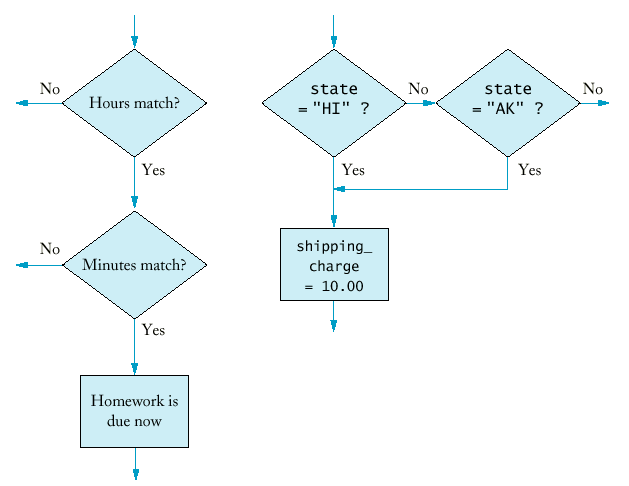 No
Hours match?
Yes
No
Minutes match?
Yes
Homework is
due now
state
= "HI" ?
No
state
= "AK" ?
No
Yes
Yes
shipping_
charge
= 10.00